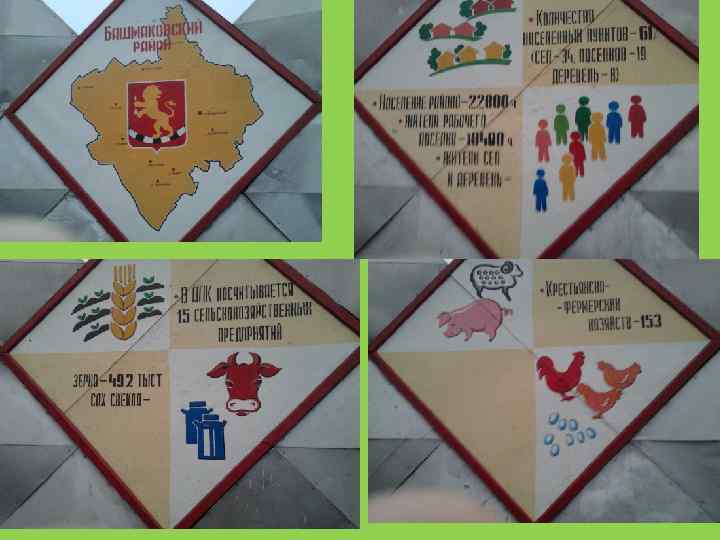 БАШМАКОВСКИЙ
РАЙОН
• КОЛИЧЕСТВО
НАСЕЛЕННЫХ ПУНКТОВ - 61
(СЕЛ - 34, ПОСЕЛКОВ - 19
ДЕРЕВЕНЬ - 8)
• НАСЕЛЕНИЕ РАЙОНА - 22000 Ч
• ЖИТЕЛИ РАБОЧЕГО
ПОСЕЛКА - 10400 Ч
• ЖИТЕЛИ СЕЛ
И ДЕРЕВЕНЬ -
• В АПК НАСЧИТЫВАЕТСЯ
15 СЕЛЬСКОХОЗЯЙСТВЕННЫХ
ПРЕДПРИЯТИЙ
ЗЕРНО - 492 ТЫС Т
САХ СВЕКЛА -
• КРЕСТЬЯНСКО-
- ФЕРМЕРСКИХ
ХОЗЯЙСТВ - 153